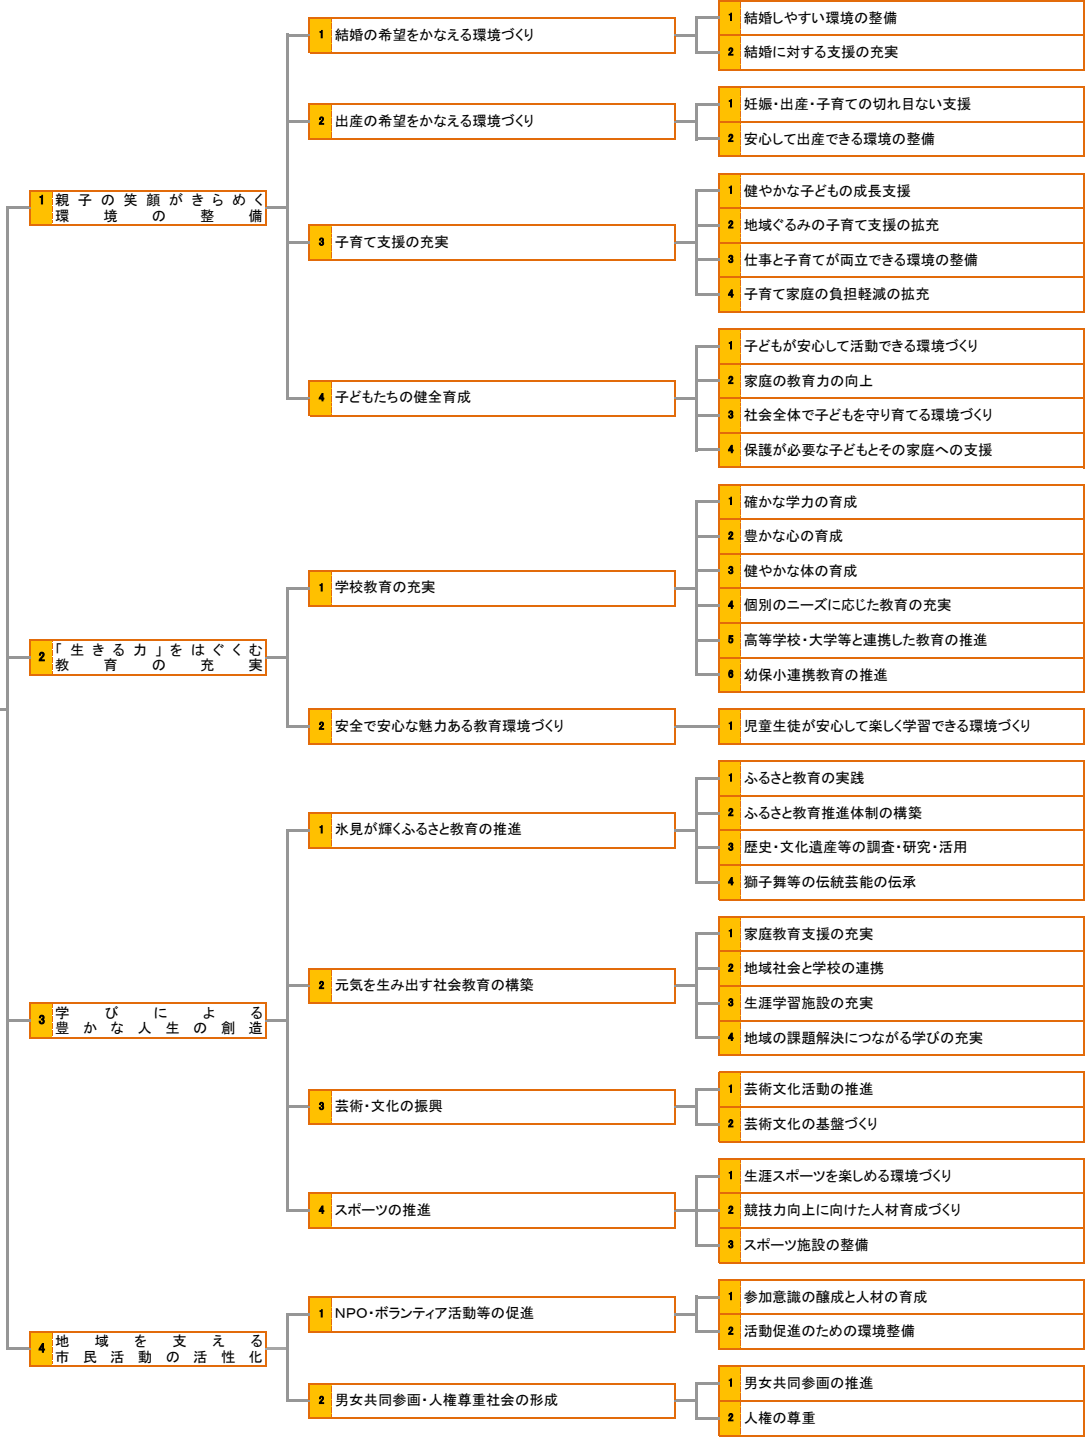 1 親子の笑顔がきらめく
環境の整備
1 結婚の希望をかなえる環境づくり
1 結婚しやすい環境の整備
2 結婚に対する支援の充実
2 出産の希望をかなえる環境づくり
1 妊娠・出産・子育ての切れ目ない支援
2 安心して出産できる環境の整備
3 子育て支援の充実
1 健やかな子どもの成長支援
2 地域ぐるみの子育て支援の拡充
3 仕事と子育てが両立できる環境の整備
4 子育て家庭の負担軽減の拡充
4 子どもたちの健全育成
1 子どもが安心して活動できる環境づくり
2 家庭の教育力の向上
3 社会全体で子どもを守り育てる環境づくり
4 保護が必要な子どもとその家庭への支援
2 「生きる力」をはぐくむ
教育の充実
1 学校教育の充実
1 確かな学力の育成
2 豊かな心の育成
3 健やかな体の育成
4 個別のニーズに応じた教育の充実
5 高等学校・大学等と連携した教育の推進
6 幼保小連携教育の推進
2 安全で安心な魅力ある教育環境づくり
1 児童生徒が安心して楽しく学習できる環境づくり
3 学びによる
豊かな人生の創造
1 氷見が輝くふるさと教育の推進
1 ふるさと教育の実践
2 ふるさと教育推進体制の構築
3 歴史・文化遺産等の調査・研究・活用
4 獅子舞等の伝統芸能の伝承
2 元気を生み出す社会教育の構築
1 家庭教育支援の充実
2 地域社会と学校の連携
3 生涯学習施設の充実
4 地域の課題解決につながる学びの充実
3 芸術・文化の振興
1 芸術文化活動の推進
2 芸術文化の基盤づくり
4 スポーツの推進
1 生涯スポーツを楽しめる環境づくり
2 競技力向上に向けた人材育成づくり
3 スポーツ施設の整備
4 地域を支える
市民活動の活性化
1 NPO・ボランティア活動等の促進
1 参加意識の醸成と人材の育成
2 活動促進のための環境整備
2 男女共同参画・人権尊重社会の形成
1 男女共同参画の推進
2 人権の尊重